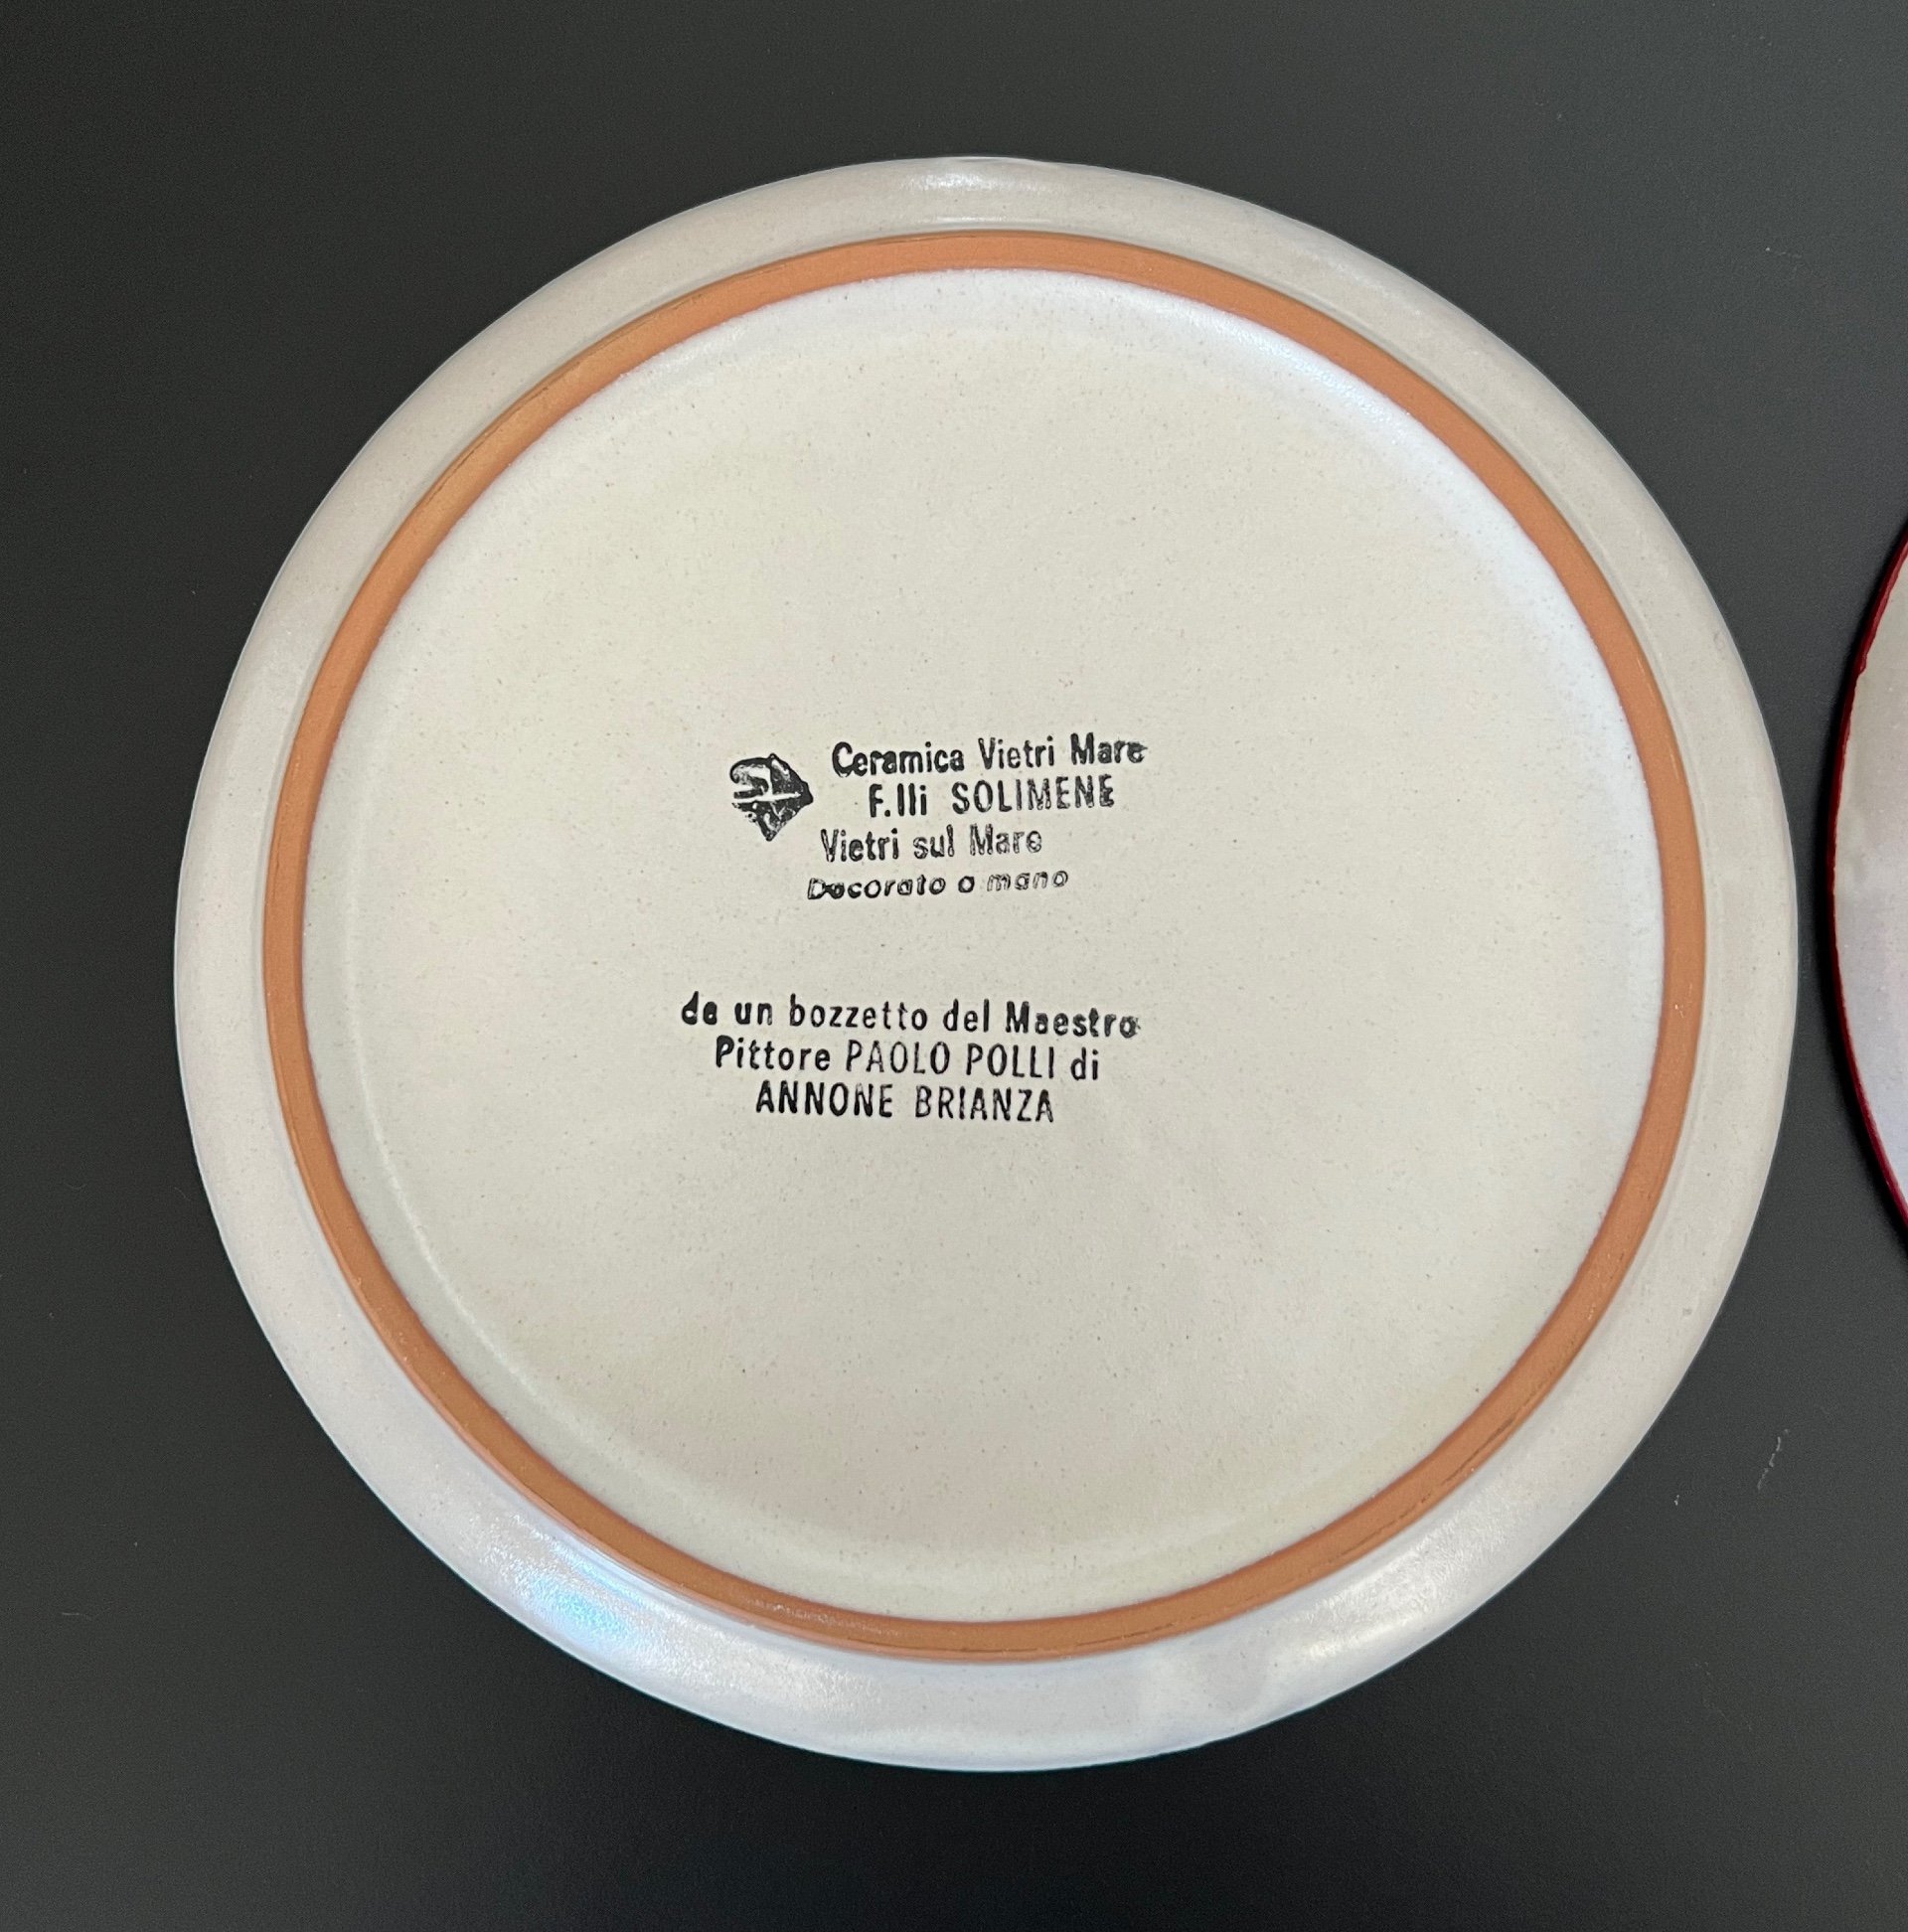 Ceramica Vietri Mare
F.lli SOLIMENE
Vietri sul Mare
Decorato a mano
da un bozzetto del Maestro
Pittore PAOLO POLLI di
ANNONE BRIANZA